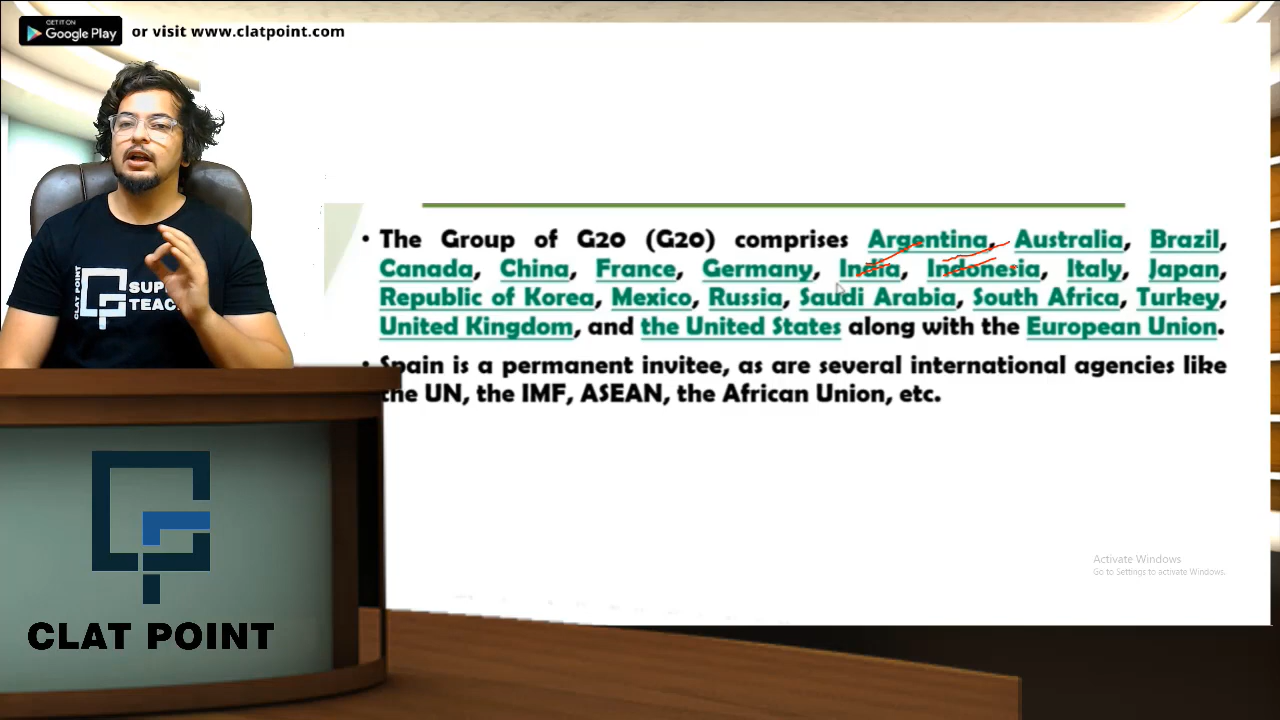 GET IT ON
Google Play
or visit www.clatpoint.com
• The Group of G20 (G20) comprises Argentina, Australia, Brazil,
Canada, China, France, Germany, India, Indonesia, Italy, Japan,
Republic of Korea, Mexico, Russia, Saudi Arabia, South Africa, Turkey,
United Kingdom, and the United States along with the European Union.
• Spain is a permanent invitee, as are several international agencies like
the UN, the IMF, ASEAN, the African Union, etc.
CLAT POINT
Activate Windows
Go to Settings to activate Windows.
CLAT POINT